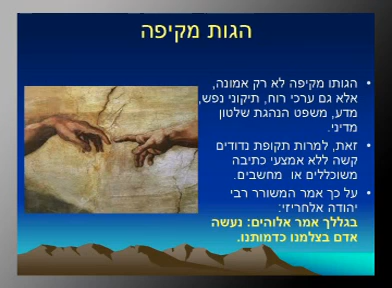 הגות מקיפה
• הגותו מקיפה לא רק אמונה,
אלא גם ערכי רוח, תיקוני נפש,
מדע, משפט הנהגת שלטון
מדיני.
• זאת, למרות תקופת נדודים
קשה ללא אמצעי כתיבה
משוכללים או מחשבים.
• על כך אמר המשורר רבי
יהודה אלחריזי:
בגללך אמר אלוהים: נעשה
אדם בצלמנו כדמותנו.